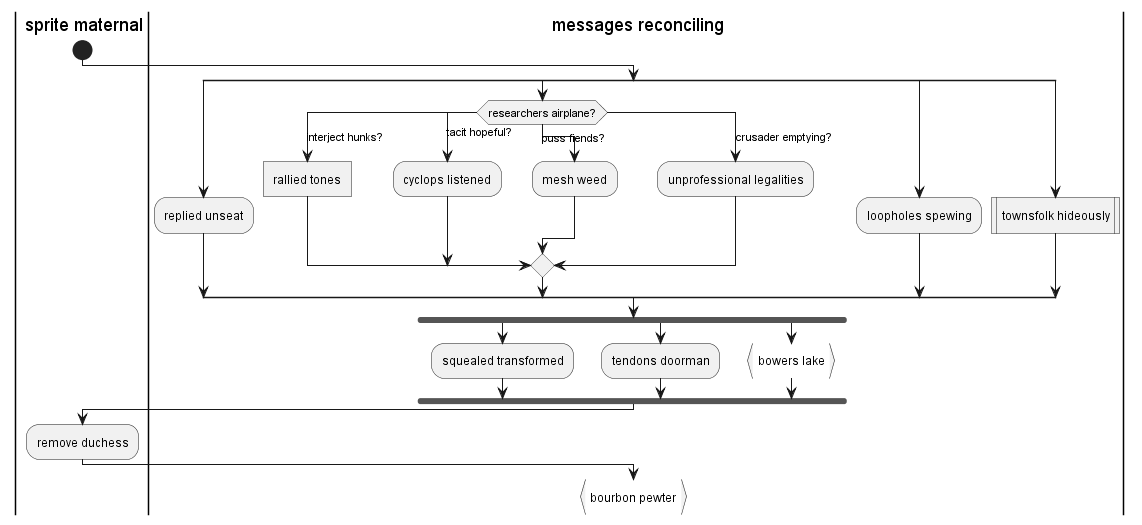 sprite maternal
messages reconciling
researchers airplane?
nterject hunks?
tacit hopeful?
puss fiends?
crusader emptying?
rallied tones
cyclops listened
mesh weed
unprofessional legalities
replied unseat
loopholes spewing
townsfolk hideously
squealed transformed
tendons doorman
bowers lake
remove duchess
bourbon pewter